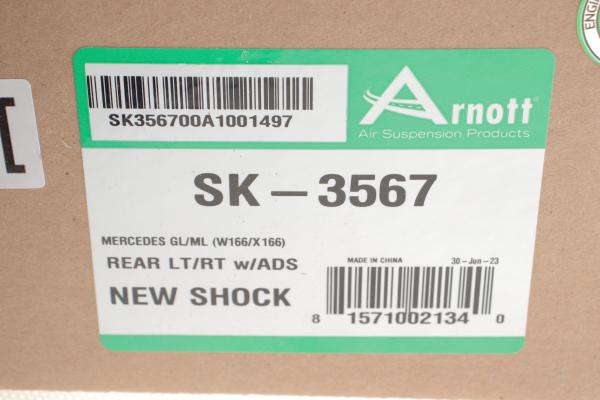 SK356700A1001497
Arnott
Air Suspension Products
SK-3567
MERCEDES GL/ML (W166/X166)
REAR LT/RT w/ADS
NEW SHOCK
MADE IN CHINA 30-Jun-23
8 1571002134 0
ENGI